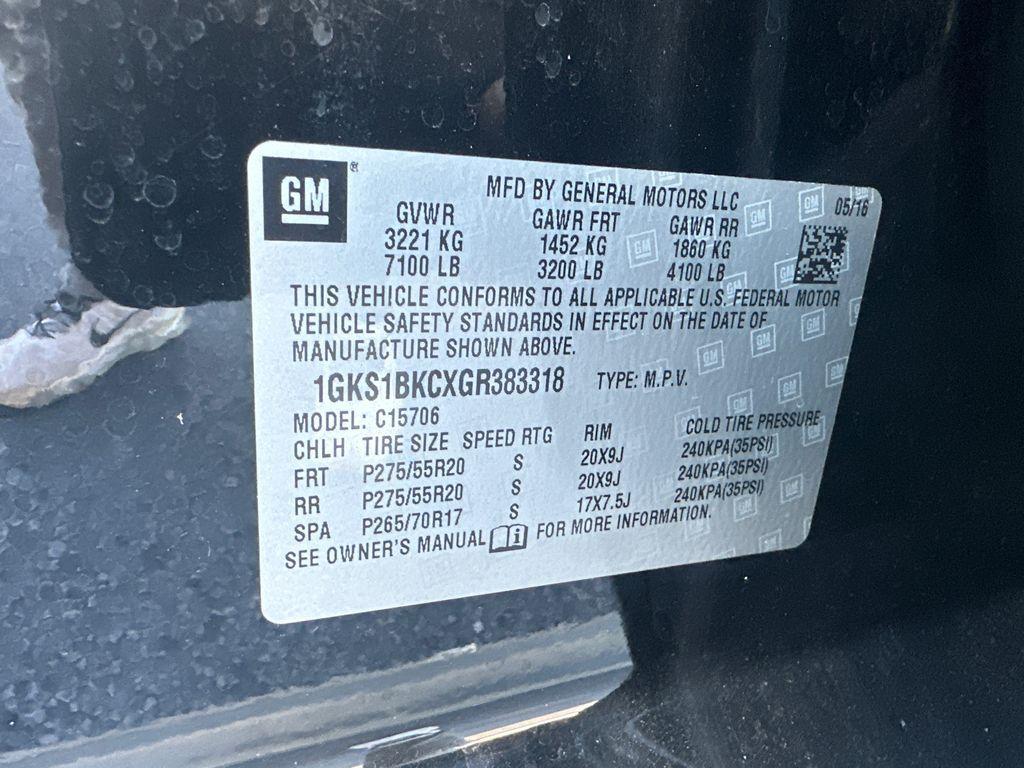 GM
®
MFD BY GENERAL MOTORS LLC
05/16
GVWR GAWR FRT GAWR RR
3221 KG 1452 KG 1860 KG
7100 LB 3200 LB 4100 LB
THIS VEHICLE CONFORMS TO ALL APPLICABLE U.S. FEDERAL MOTOR
VEHICLE SAFETY STANDARDS IN EFFECT ON THE DATE OF
MANUFACTURE SHOWN ABOVE.
1GKS1BKCXGR383318 TYPE: M.P.V.
MODEL: C15706
CHLH TIRE SIZE SPEED RTG RIM COLD TIRE PRESSURE
FRT P275/55R20 S 20X9J 240KPA(35PSI)
RR P275/55R20 S 20X9J 240KPA(35PSI)
SPA P265/70R17 S 17X7.5J 240KPA(35PSI)
SEE OWNER'S MANUAL i FOR MORE INFORMATION.